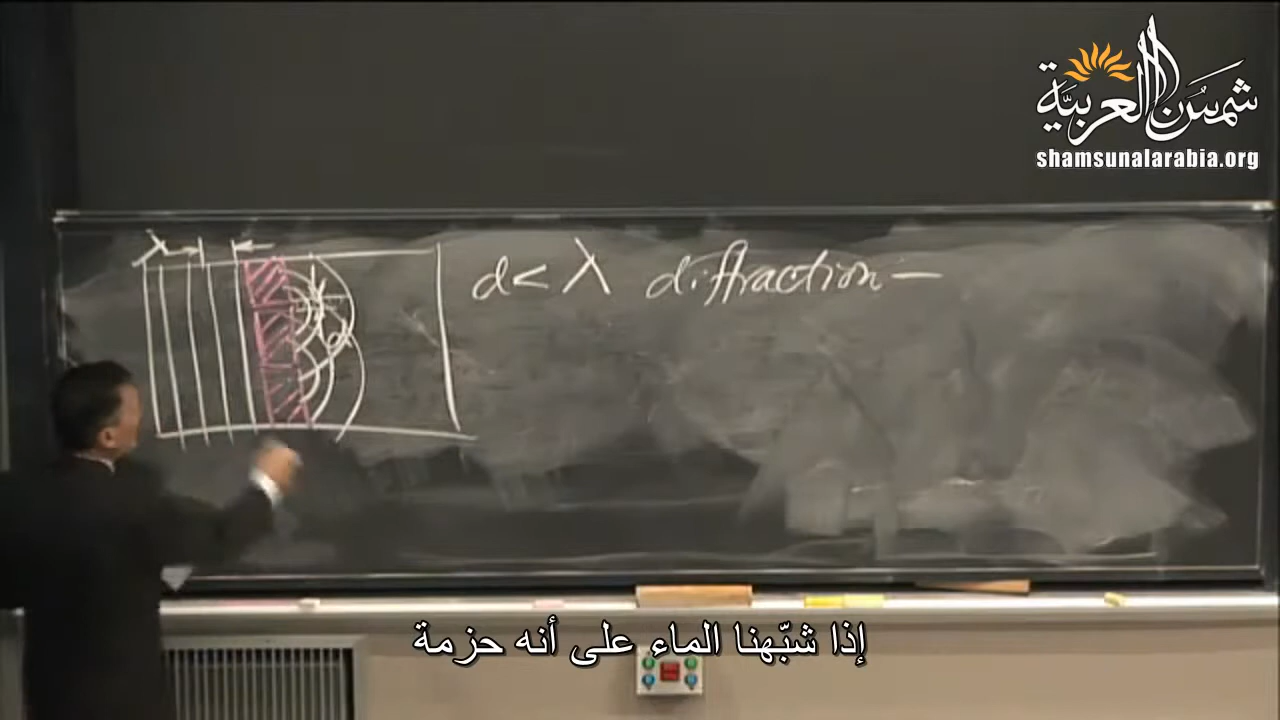 شمس العربية
shamsunalarabia.org
λ
d < λ diffraction –
d
إذا شبّهنا الماء على أنه حزمة